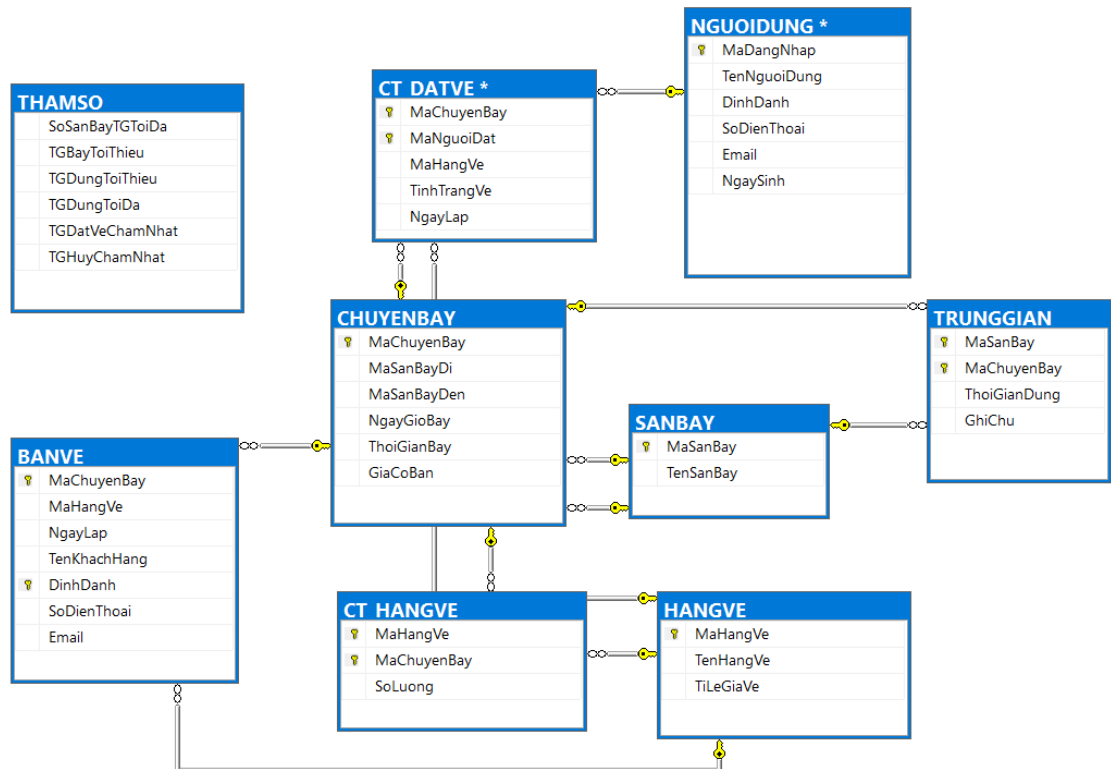 NGUOIDUNG *
MaDangNhap
TenNguoiDung
DinhDanh
SoDienThoai
Email
NgaySinh
CT_DATVE *
MaChuyenBay
MaNguoiDat
MaHangVe
TinhTrangVe
NgayLap
THAMSO
SoSanBayTGToiDa
TGBayToiThieu
TGDungToiThieu
TGDungToiDa
TGDatVeChamNhat
TGHuyChamNhat
CHUYENBAY
MaChuyenBay
MaSanBayDi
MaSanBayDen
NgayGioBay
ThoiGianBay
GiaCoBan
TRUNGGIAN
MaSanBay
MaChuyenBay
ThoiGianDung
GhiChu
SANBAY
MaSanBay
TenSanBay
BANVE
MaChuyenBay
MaHangVe
NgayLap
TenKhachHang
DinhDanh
SoDienThoai
Email
CT_HANGVE
MaHangVe
MaChuyenBay
SoLuong
HANGVE
MaHangVe
TenHangVe
TiLeGiaVe